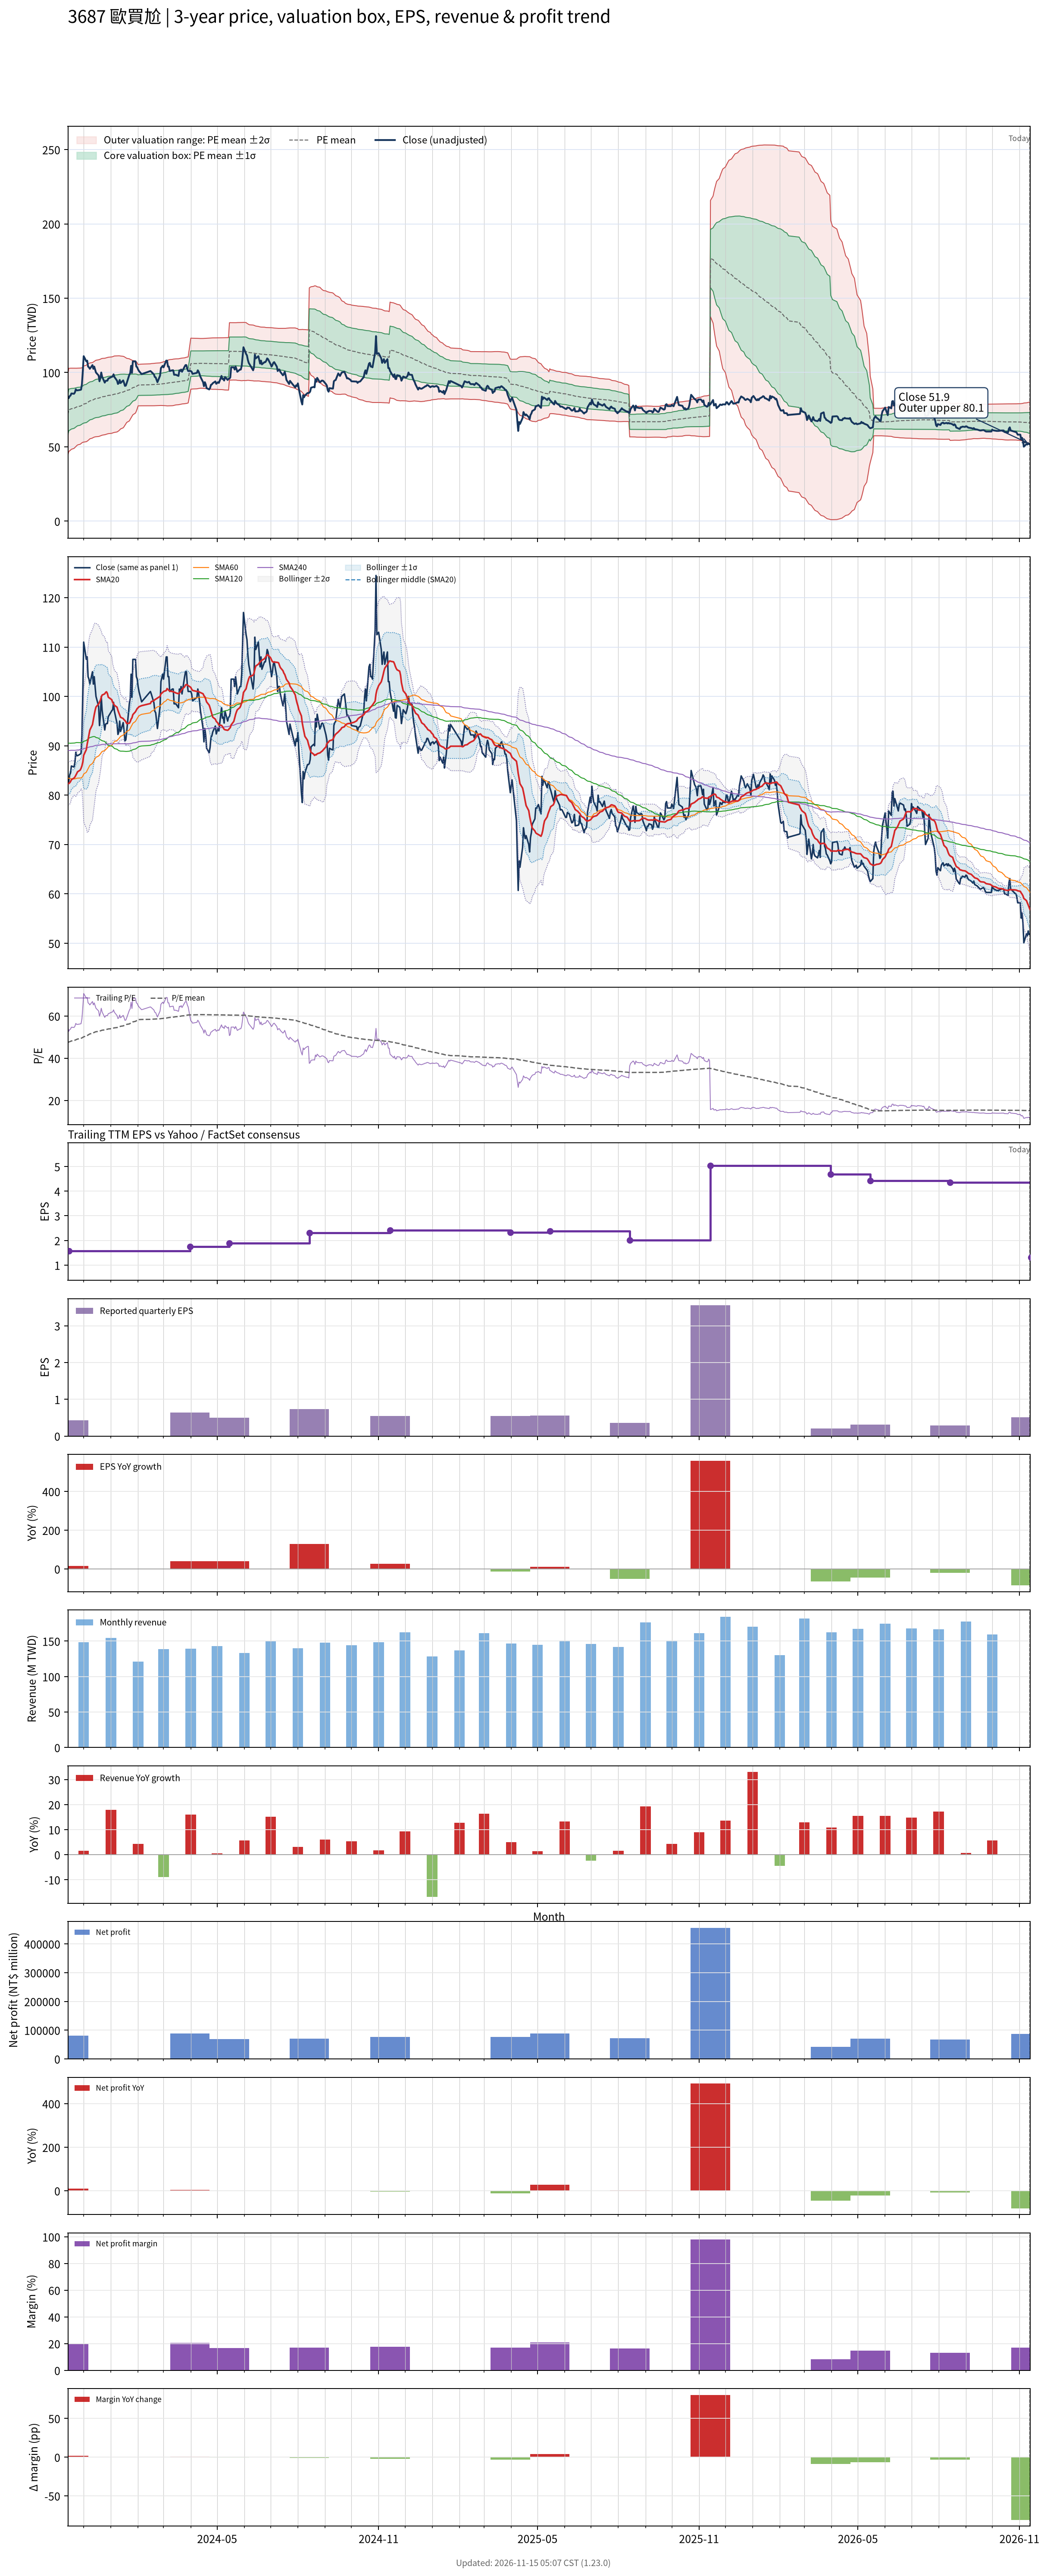 3687 歐買尬 | 3-year price, valuation box, EPS, revenue & profit trend
Outer valuation range: PE mean ±2σ
PE mean
Close (unadjusted)
Core valuation box: PE mean ±1σ
Today
250
200
150
100
50
0
Price (TWD)
Close 51.9
Outer upper 80.1
Close (same as panel 1)
SMA60
SMA240
Bollinger ±1σ
SMA20
SMA120
Bollinger ±2σ
Bollinger middle (SMA20)
120
110
100
90
80
70
60
50
Price
Trailing P/E
P/E mean
60
40
20
P/E
Trailing TTM EPS vs Yahoo / FactSet consensus
Today
5
4
3
2
1
EPS
Reported quarterly EPS
3
2
1
0
EPS
EPS YoY growth
400
200
0
YoY (%)
Monthly revenue
150
100
50
0
Revenue (M TWD)
Revenue YoY growth
30
20
10
0
-10
YoY (%)
Month
Net profit
400000
300000
200000
100000
0
Net profit (NT$ million)
Net profit YoY
400
200
0
YoY (%)
Net profit margin
100
80
60
40
20
0
Margin (%)
Margin YoY change
50
0
-50
Δ margin (pp)
2024-05
2024-11
2025-05
2025-11
2026-05
2026-11
Updated: 2026-11-15 05:07 CST (1.23.0)